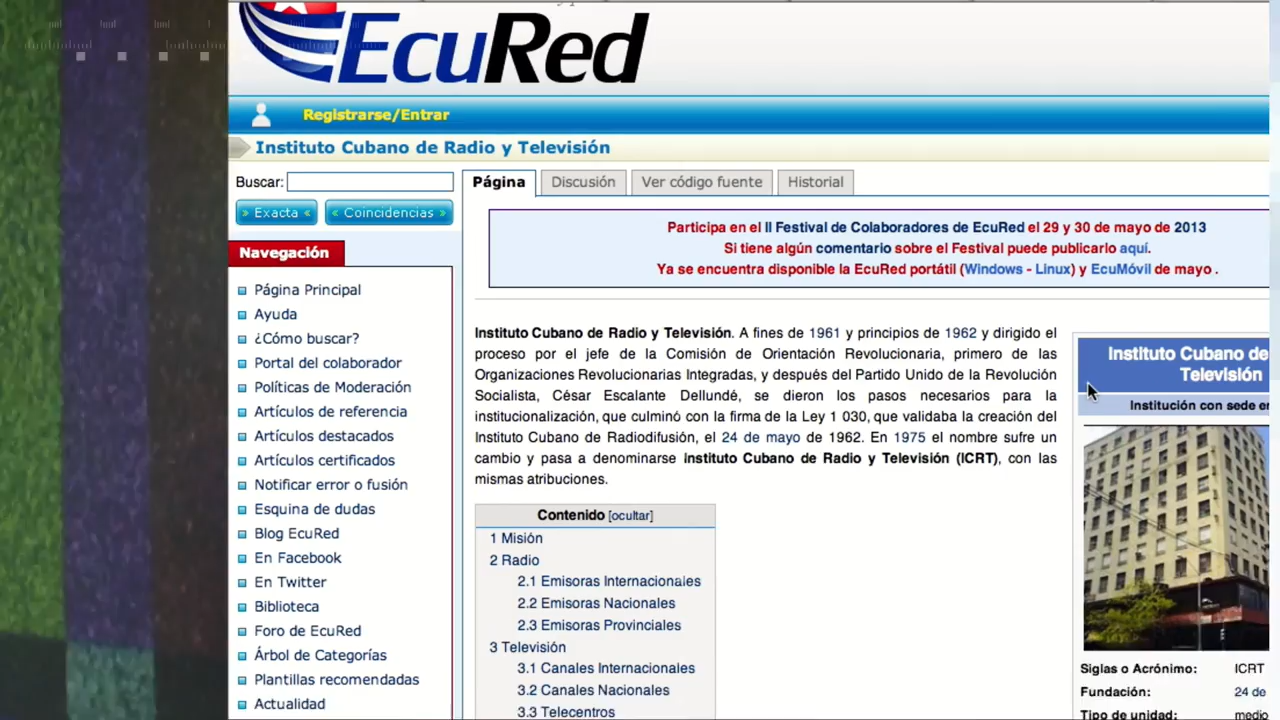 EcuRed
Registrarse/Entrar
Instituto Cubano de Radio y Televisión
Buscar:
Página
Discusión
Ver código fuente
Historial
» Exacta «
« Coincidencias »
Participa en el II Festival de Colaboradores de EcuRed el 29 y 30 de mayo de 2013
Si tiene algún comentario sobre el Festival puede publicarlo aquí.
Ya se encuentra disponible la EcuRed portátil (Windows - Linux) y EcuMóvil de mayo .
Navegación
Página Principal
Ayuda
¿Cómo buscar?
Portal del colaborador
Políticas de Moderación
Artículos de referencia
Artículos destacados
Artículos certificados
Notificar error o fusión
Esquina de dudas
Blog EcuRed
En Facebook
En Twitter
Biblioteca
Foro de EcuRed
Árbol de Categorías
Plantillas recomendadas
Actualidad
Instituto Cubano de Radio y Televisión. A fines de 1961 y principios de 1962 y dirigido el
proceso por el jefe de la Comisión de Orientación Revolucionaria, primero de las
Organizaciones Revolucionarias Integradas, y después del Partido Unido de la Revolución
Socialista, César Escalante Dellundé, se dieron los pasos necesarios para la
institucionalización, que culminó con la firma de la Ley 1 030, que validaba la creación del
Instituto Cubano de Radiodifusión, el 24 de mayo de 1962. En 1975 el nombre sufre un
cambio y pasa a denominarse Instituto Cubano de Radio y Televisión (ICRT), con las
mismas atribuciones.
Contenido [ocultar]
1 Misión
2 Radio
2.1 Emisoras Internacionales
2.2 Emisoras Nacionales
2.3 Emisoras Provinciales
3 Televisión
3.1 Canales Internacionales
3.2 Canales Nacionales
3.3 Telecentros
Instituto Cubano de
Televisión
Institución con sede en
Siglas o Acrónimo: ICRT
Fundación: 24 de
Tipo de unidad: medio